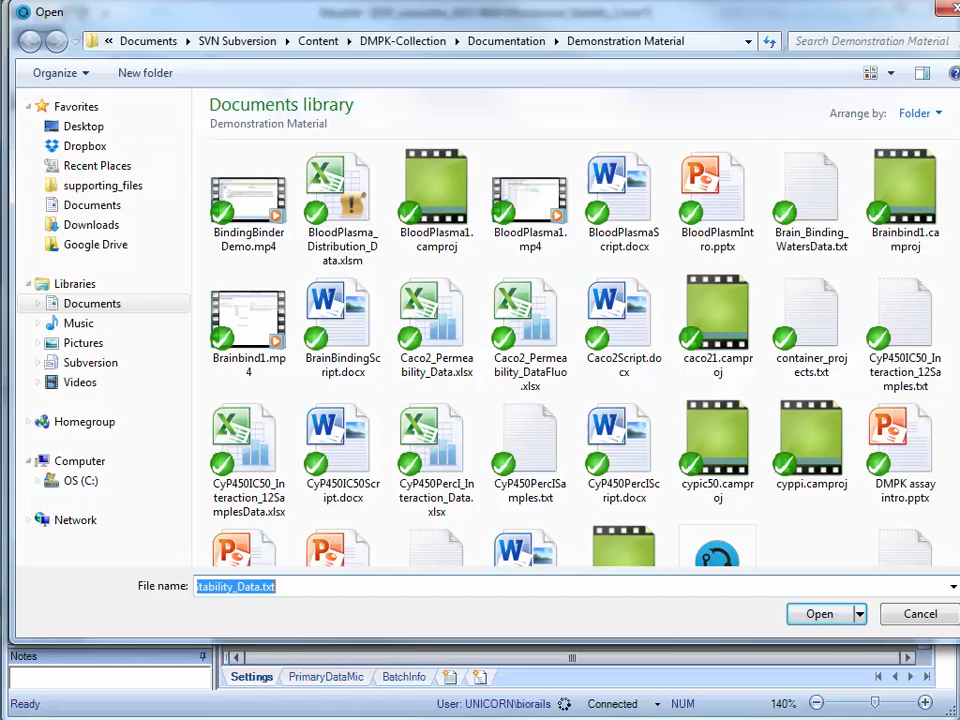 Open
« Documents SVN Subversion Content DMPK-Collection Documentation Demonstration Material Search Demonstration Material
Organize New folder
Favorites
Desktop
Dropbox
Recent Places
supporting_files
Documents
Downloads
Google Drive
Libraries
Documents
Music
Pictures
Subversion
Videos
Homegroup
Computer
OS (C:)
Network
Documents library
Demonstration Material
Arrange by: Folder
BindingBinder
Demo.mp4
BloodPlasma_
Distribution_D
ata.xlsm
BloodPlasma1.
camproj
BloodPlasma1.
mp4
BloodPlasmaS
cript.docx
BloodPlasmInt
ro.pptx
Brain_Binding_
WatersData.txt
Brainbind1.ca
mproj
Brainbind1.mp
4
BrainBindingSc
ript.docx
Caco2_Permea
bility_Data.xlsx
Caco2_Permea
bility_DataFluo
.xlsx
Caco2Script.do
cx
caco21.campr
oj
container_proj
ects.txt
CyP450IC50_In
teraction_12Sa
mples.txt
CyP450IC50_In
teraction_12Sa
mplesData.xlsx
CyP450IC50Scr
ipt.docx
CyP450PercI_In
teraction_Data.
xlsx
CyP450PercISa
mples.txt
CyP450PercISc
ript.docx
cypic50.campr
oj
cyppi.camproj
DMPK assay
intro.pptx
File name: tability_Data.txt
Open Cancel
Notes
Settings PrimaryDataMic BatchInfo
Ready User: UNICORN\biorails Connected NUM 140%